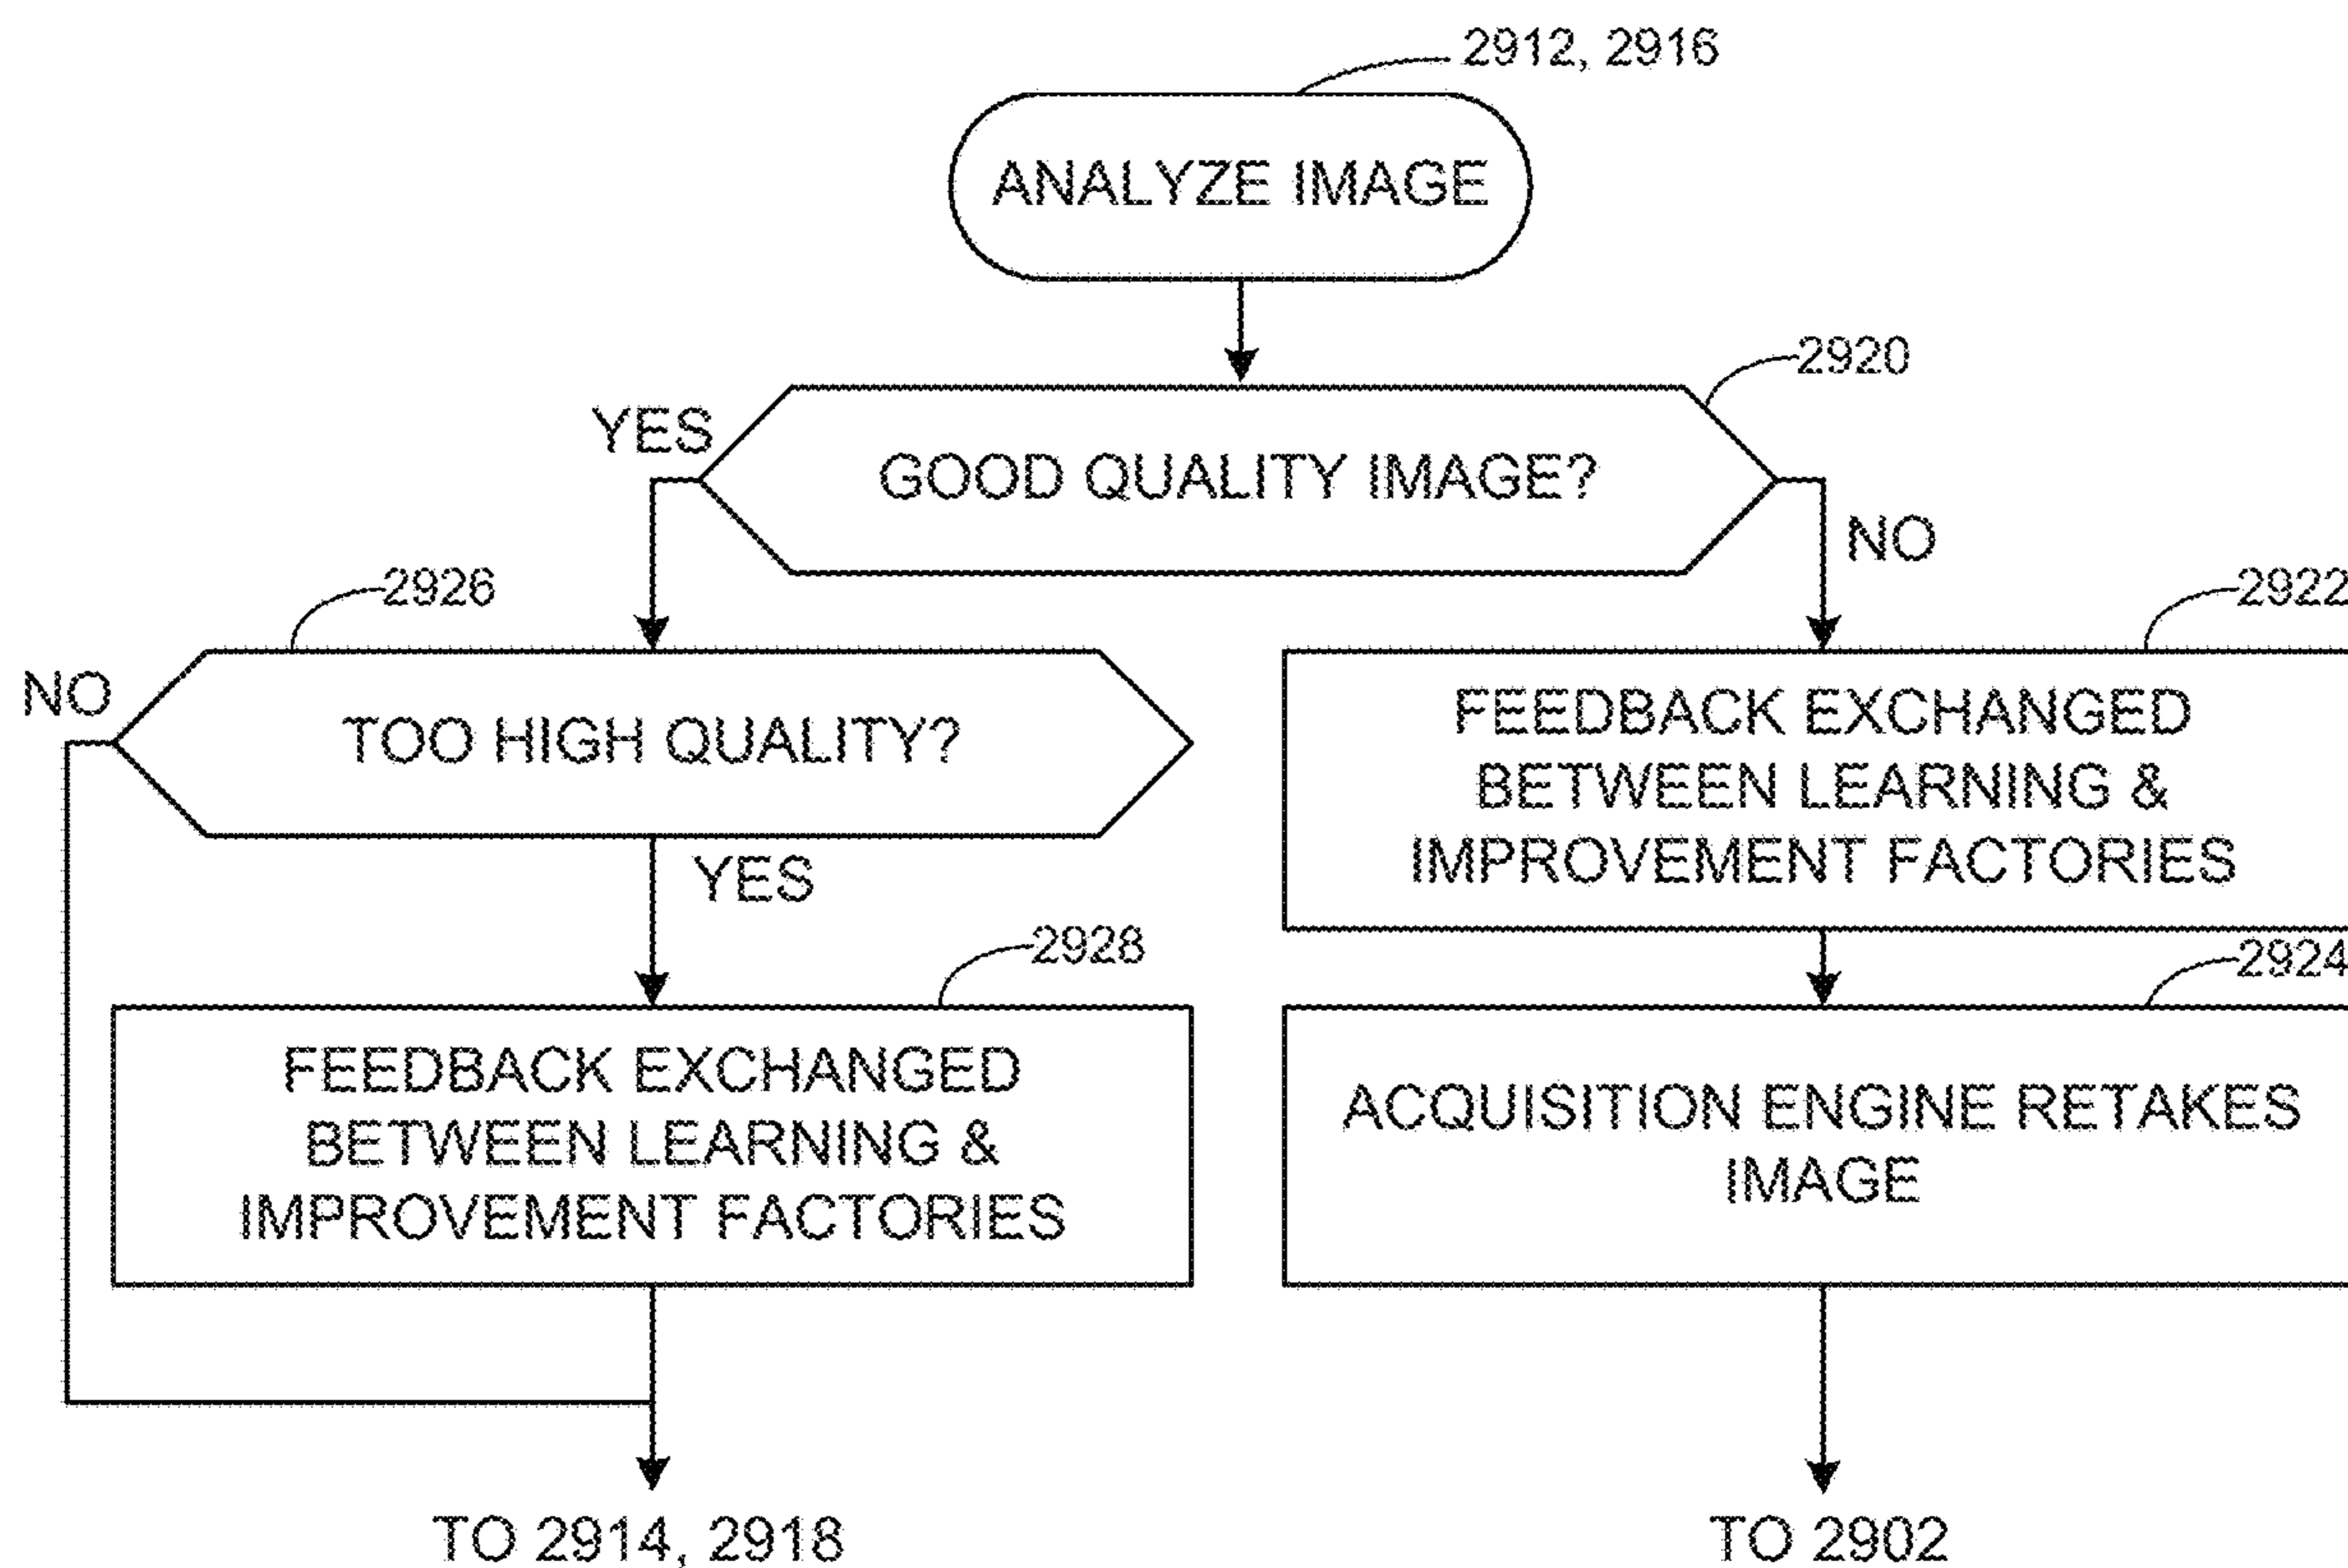 2912, 2916
ANALYZE IMAGE
2920
YES
GOOD QUALITY IMAGE?
NO
2926
2922
NO
TOO HIGH QUALITY?
FEEDBACK EXCHANGED
BETWEEN LEARNING &
IMPROVEMENT FACTORIES
YES
2928
2924
FEEDBACK EXCHANGED
BETWEEN LEARNING &
IMPROVEMENT FACTORIES
ACQUISITION ENGINE RETAKES
IMAGE
TO 2914, 2918
TO 2902